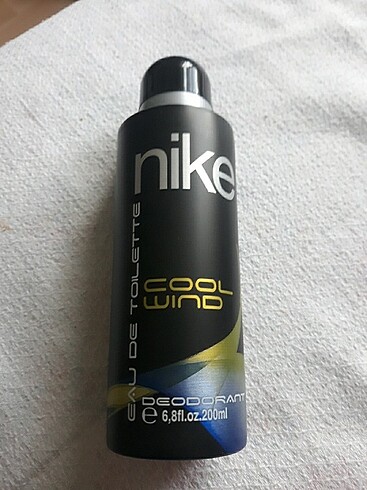 nike
EAU DE TOILETTE
COOL
WIND
DEODORANT
e 6,8fl.oz.200ml